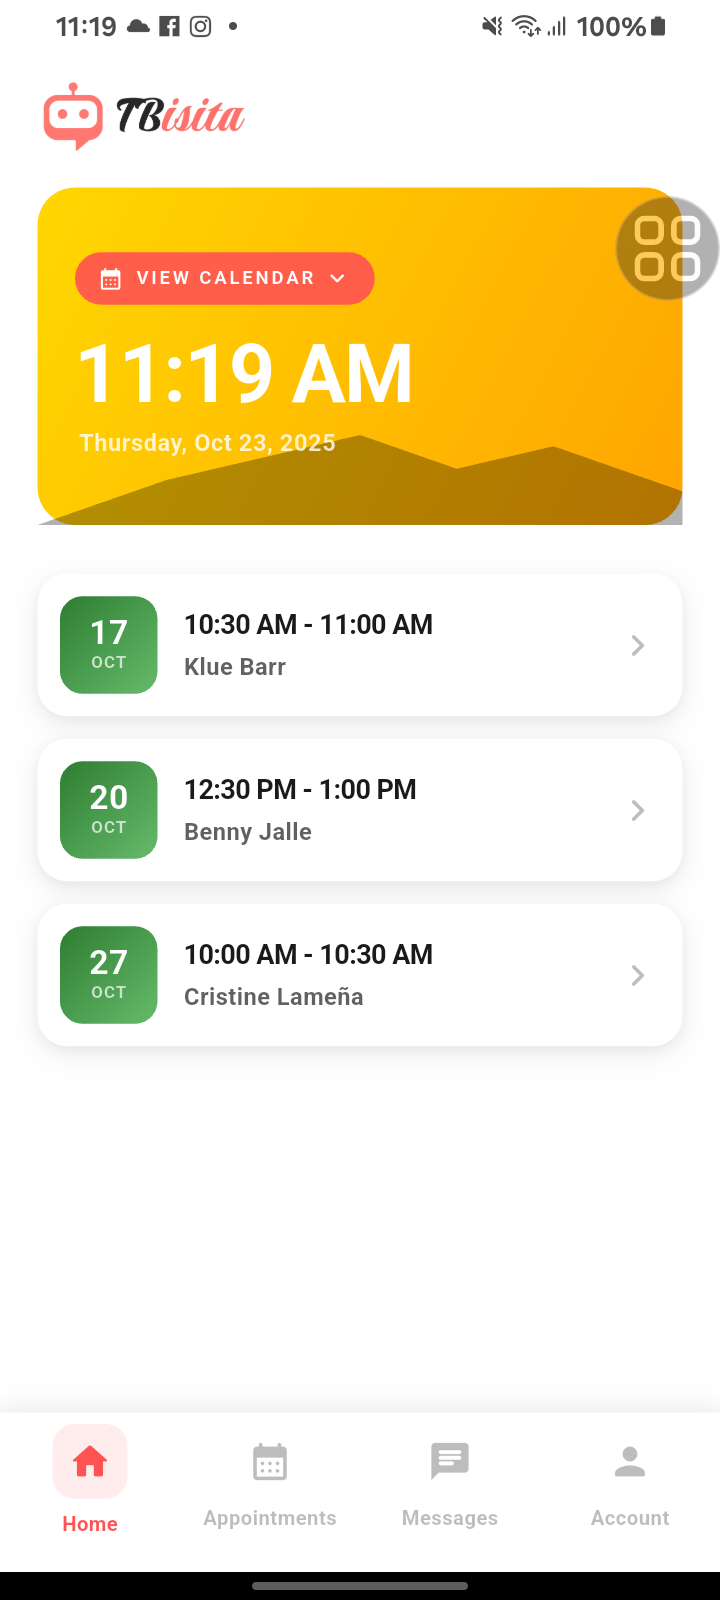 11:19
100%
TBisita
VIEW CALENDAR
11:19 AM
Thursday, Oct 23, 2025
17
OCT
10:30 AM - 11:00 AM
Klue Barr
20
OCT
12:30 PM - 1:00 PM
Benny Jalle
27
OCT
10:00 AM - 10:30 AM
Cristine Lameña
Home
Appointments
Messages
Account